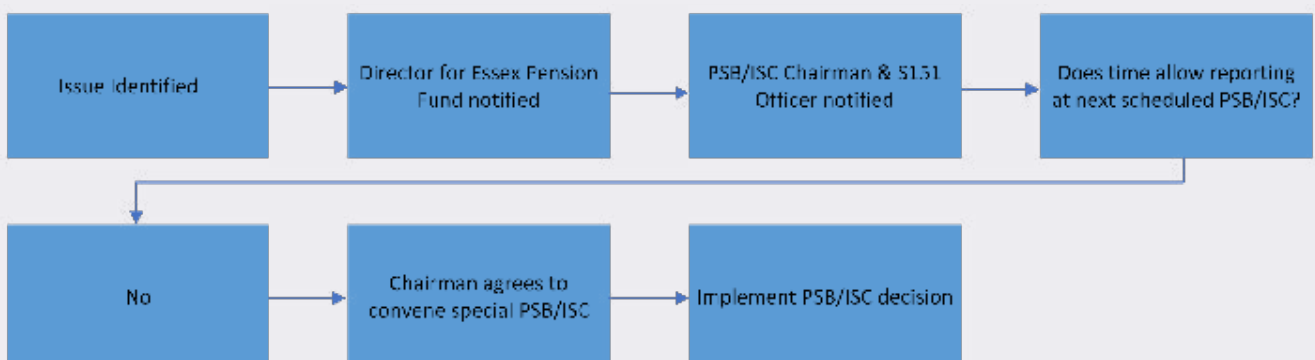 Issue Identified
Director for Essex Pension
Fund notified
PSB/ISC Chairman & S151
Officer notified
Does time allow reporting
at next scheduled PSB/ISC?
No
Chairman agrees to
convene special PSB/ISC
Implement PSB/ISC decision